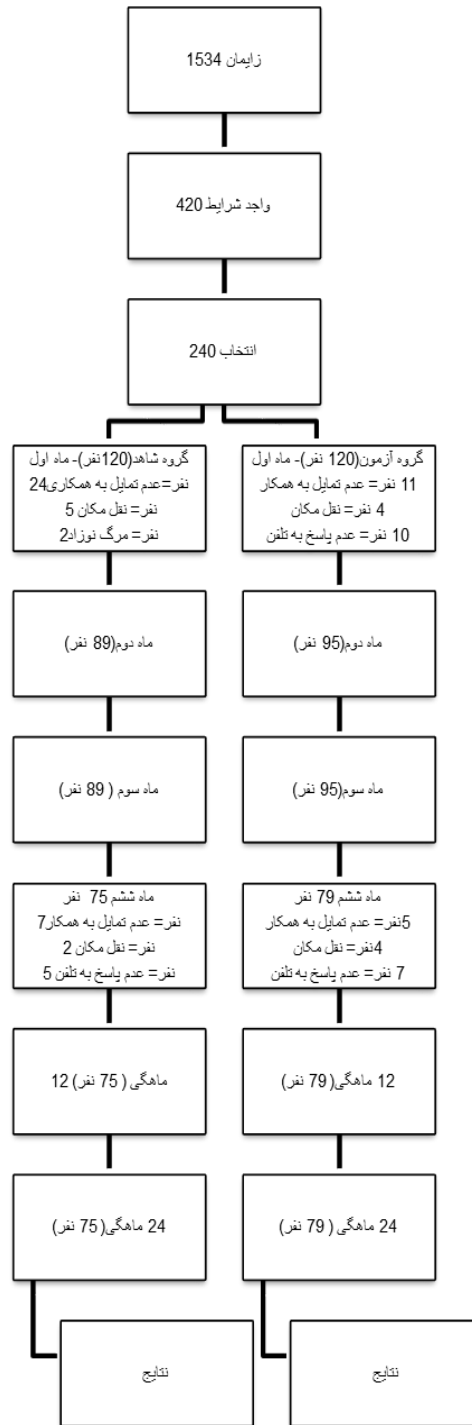 زایمان 1534
واجد شرایط 420
انتخاب 240
گروه آزمون(120 نفر)- ماه اول
11 نفر= عدم تمایل به همکار
4 نفر= نقل مکان
10 نفر= عدم پاسخ به تلفن
گروه شاهد(120نفر)- ماه اول
نفر=عدم تمایل به همکاری24
نفر= نقل مکان 5
نفر= مرگ نوزاد2
ماه دوم(95 نفر)
ماه دوم(89 نفر)
ماه سوم(95 نفر)
ماه سوم ( 89 نفر)
ماه ششم 79 نفر
5نفر= عدم تمایل به همکار
4نفر= نقل مکان
7 نفر= عدم پاسخ به تلفن
ماه ششم 75 نفر
نفر= عدم تمایل به همکار7
نفر= نقل مکان 2
نفر= عدم پاسخ به تلفن 5
12 ماهگی( 79 نفر)
ماهگی ( 75 نفر) 12
24 ماهگی ( 79 نفر)
24 ماهگی( 75 نفر)
نتایج
نتایج